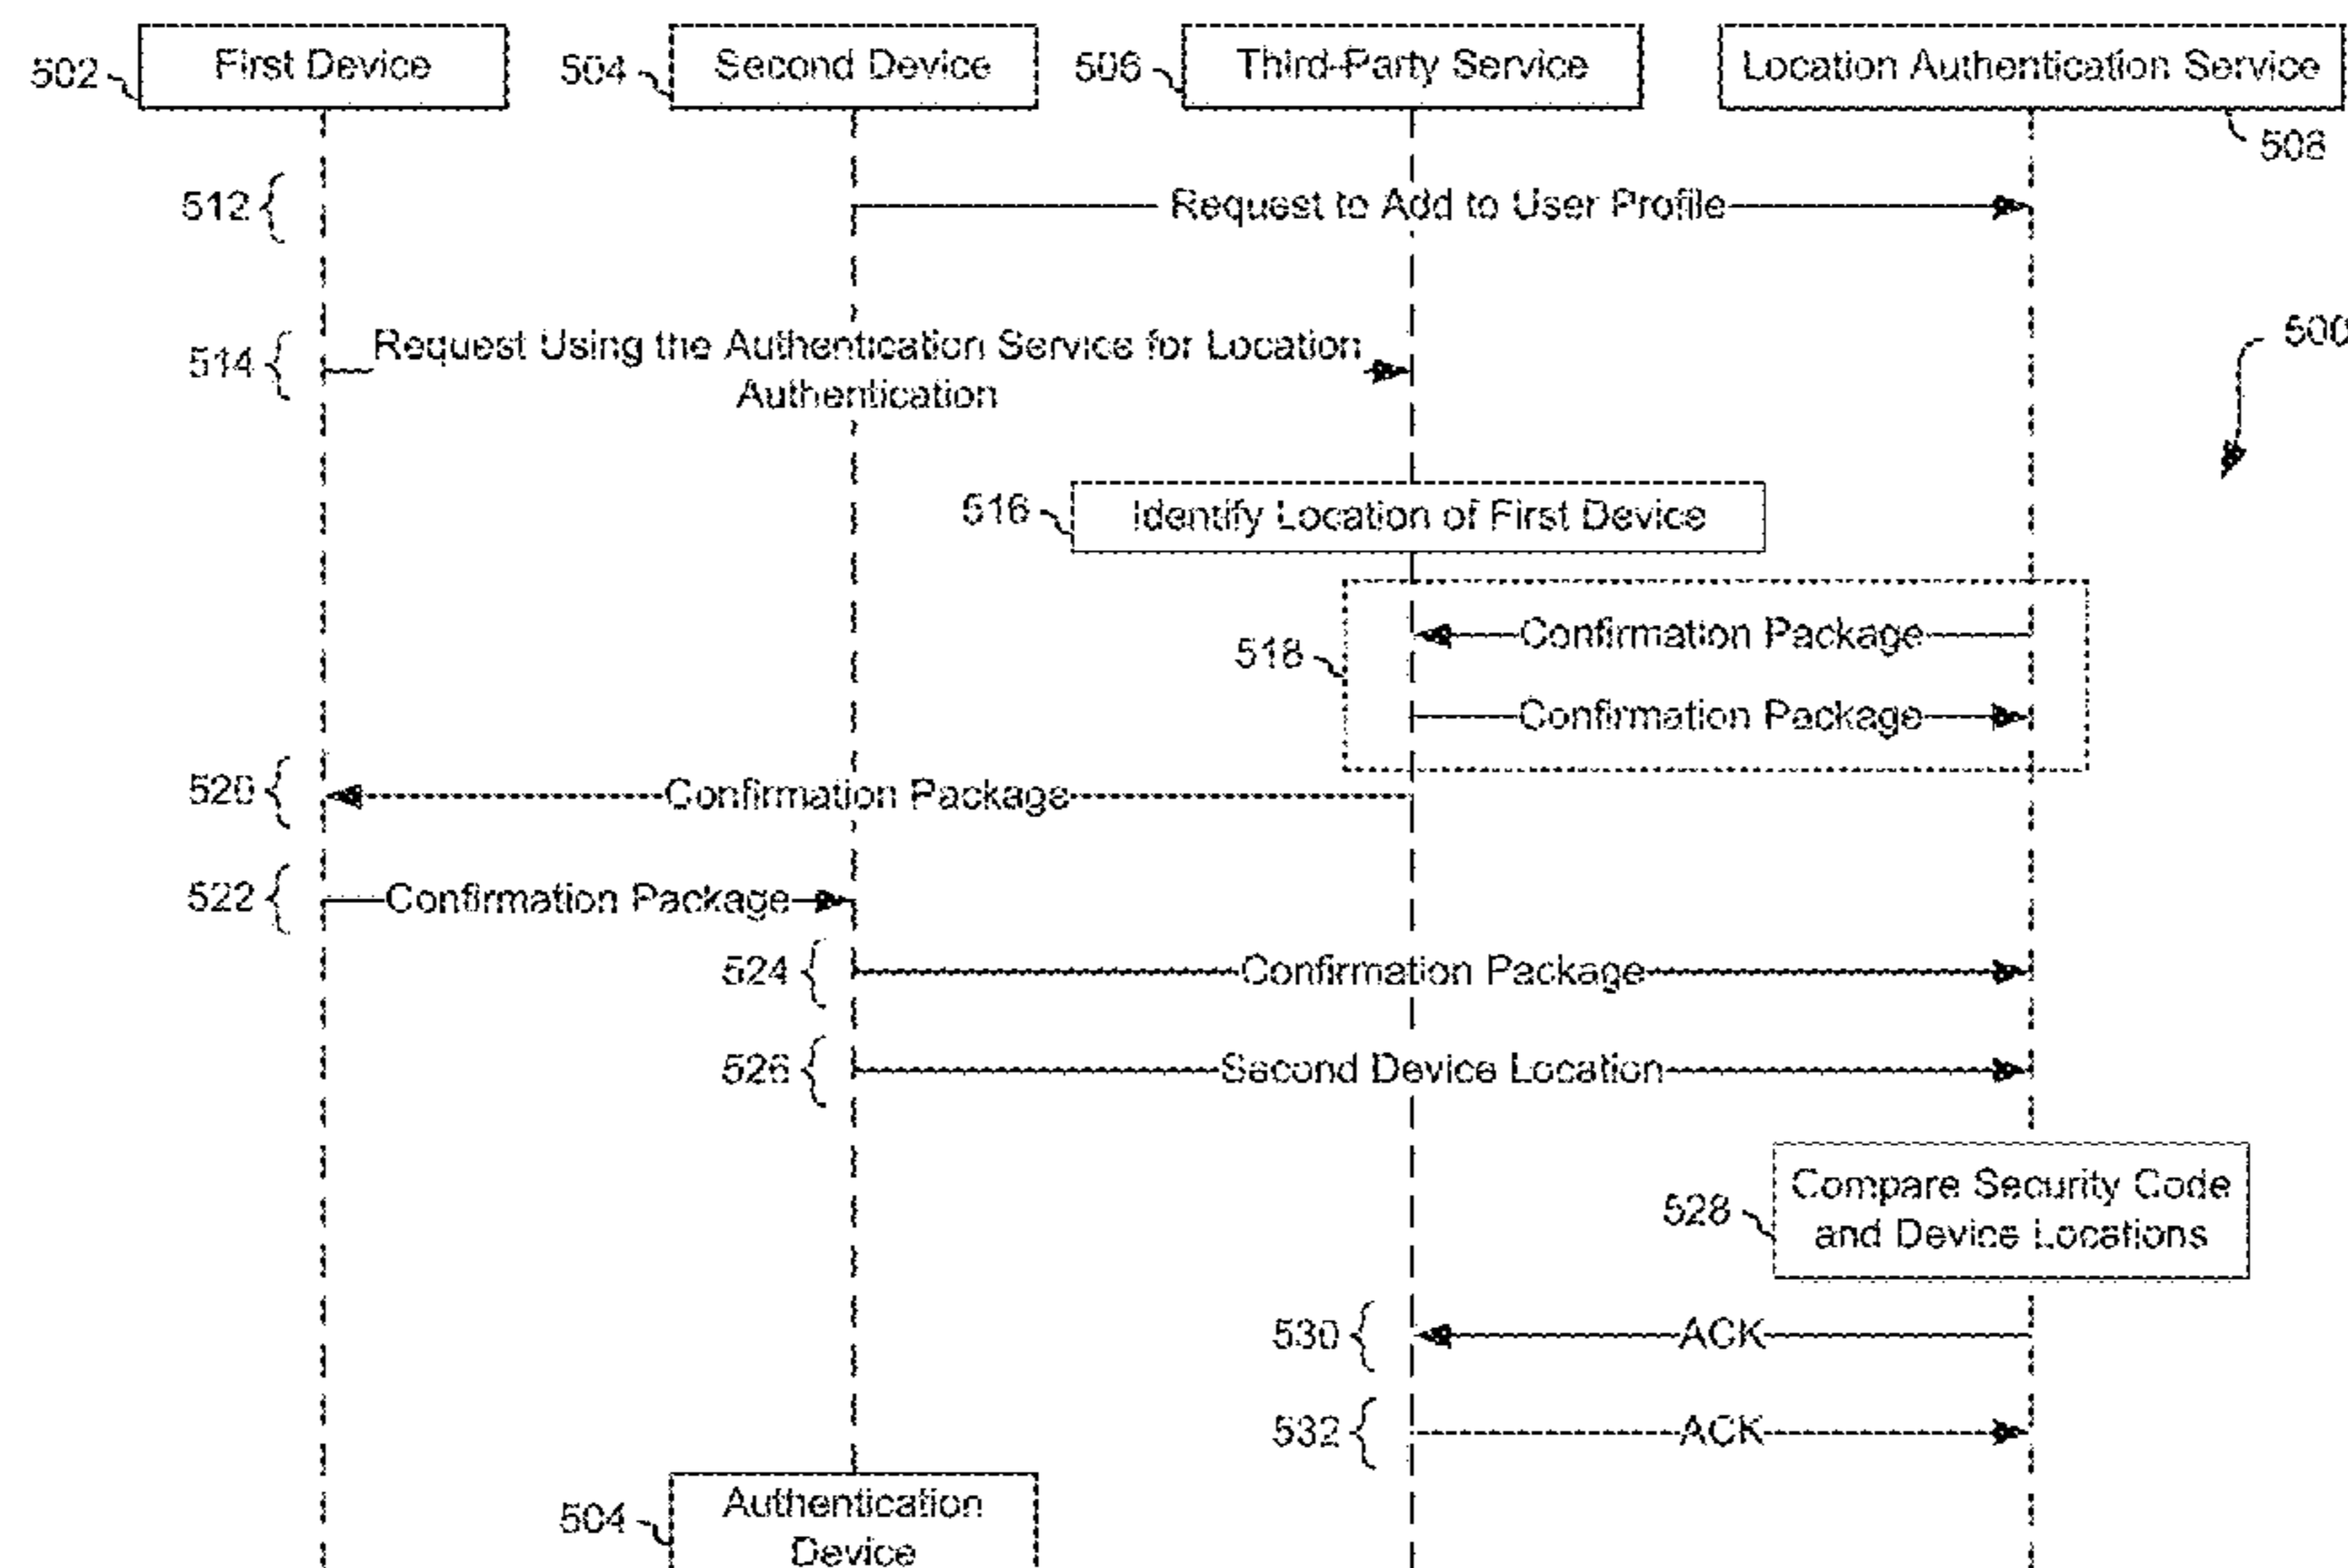 502 First Device 504 Second Device 506 Third-Party Service Location Authentication Service
508
512 Request to Add to User Profile
500
514 Request Using the Authentication Service for Location
Authentication
516 Identify Location of First Device
Confirmation Package
518
Confirmation Package
520 Confirmation Package
522 Confirmation Package
524 Confirmation Package
526 Second Device Location
528 Compare Security Code
and Device Locations
530 ACK
532 ACK
504 Authentication
Device